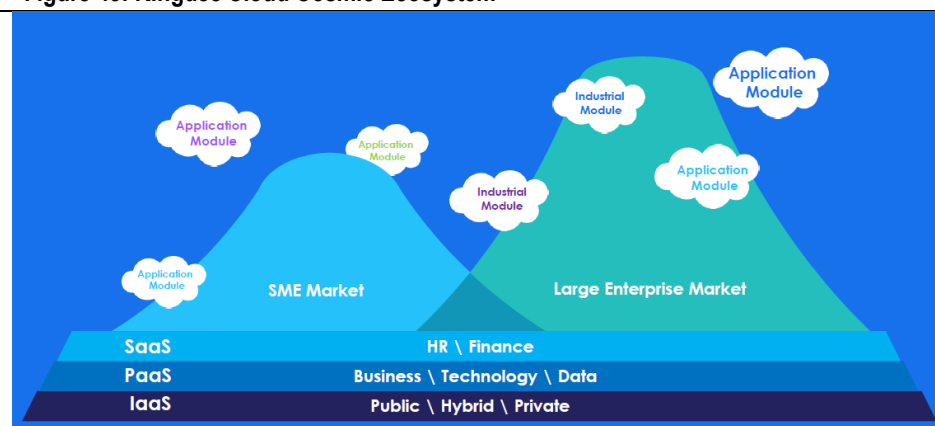 Application
Module
Industrial
Module
Application
Module
Application
Module
Application
Module
Industrial
Module
Application
Module
SME Market
Large Enterprise Market
SaaS
HR \ Finance
PaaS
Business \ Technology \ Data
IaaS
Public \ Hybrid \ Private